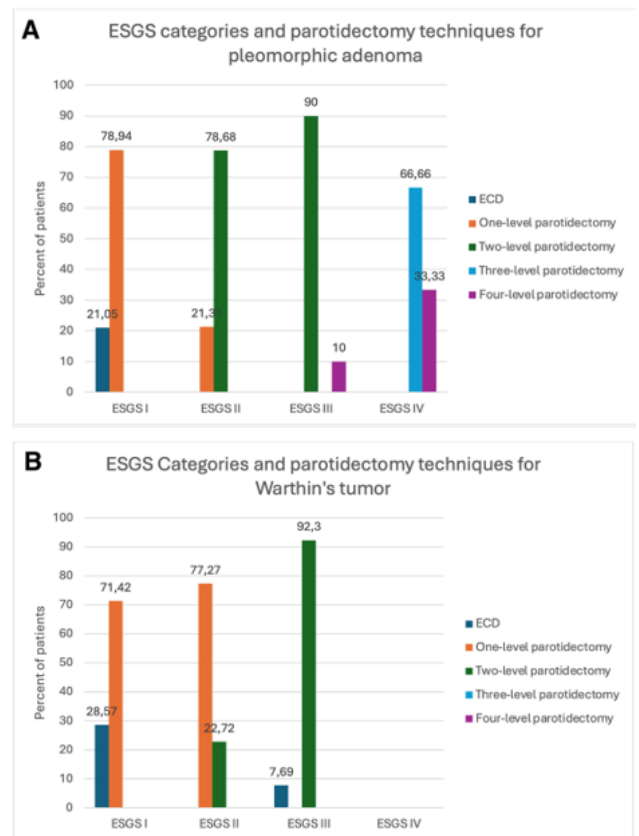 A
ESGS categories and parotidectomy techniques for
pleomorphic adenoma
Percent of patients
100
90
80
70
60
50
40
30
20
10
0
21,05
78,94
78,68
90
10
66,66
33,33
ESGS I
ESGS II
ESGS III
ESGS IV
ECD
One-level parotidectomy
Two-level parotidectomy
Three-level parotidectomy
Four-level parotidectomy
B
ESGS Categories and parotidectomy techniques for
Warthin's tumor
Percent of patients
100
90
80
70
60
50
40
30
20
10
0
28,57
71,42
77,27
22,72
7,69
92,3
ESGS I
ESGS II
ESGS III
ESGS IV
ECD
One-level parotidectomy
Two-level parotidectomy
Three-level parotidectomy
Four-level parotidectomy